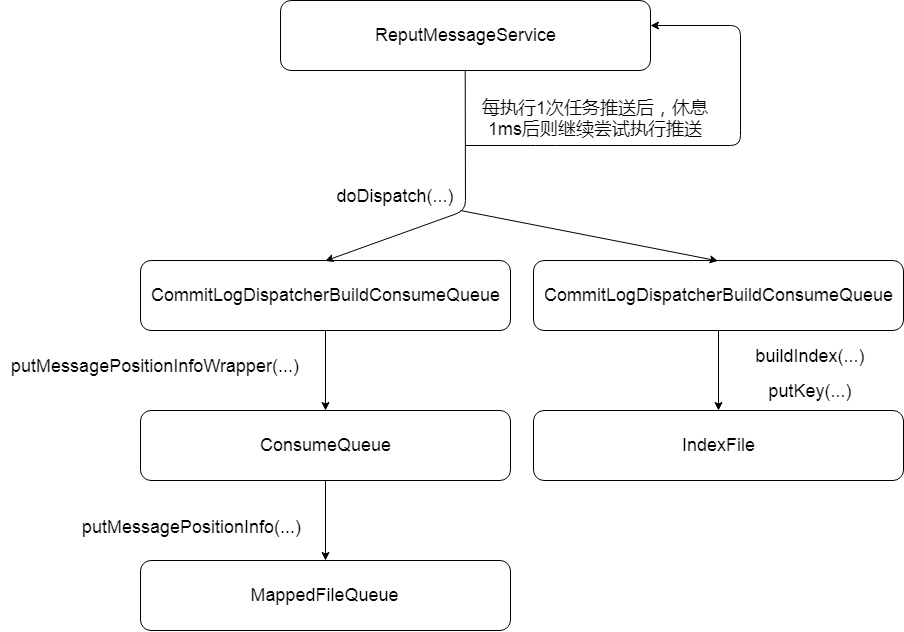 ReputMessageService
每执行1次任务推送后，休息
1ms后则继续尝试执行推送
doDispatch(...)
CommitLogDispatcherBuildConsumeQueue
CommitLogDispatcherBuildConsumeQueue
putMessagePositionInfoWrapper(...)
buildIndex(...)
putKey(...)
ConsumeQueue
IndexFile
putMessagePositionInfo(...)
MappedFileQueue